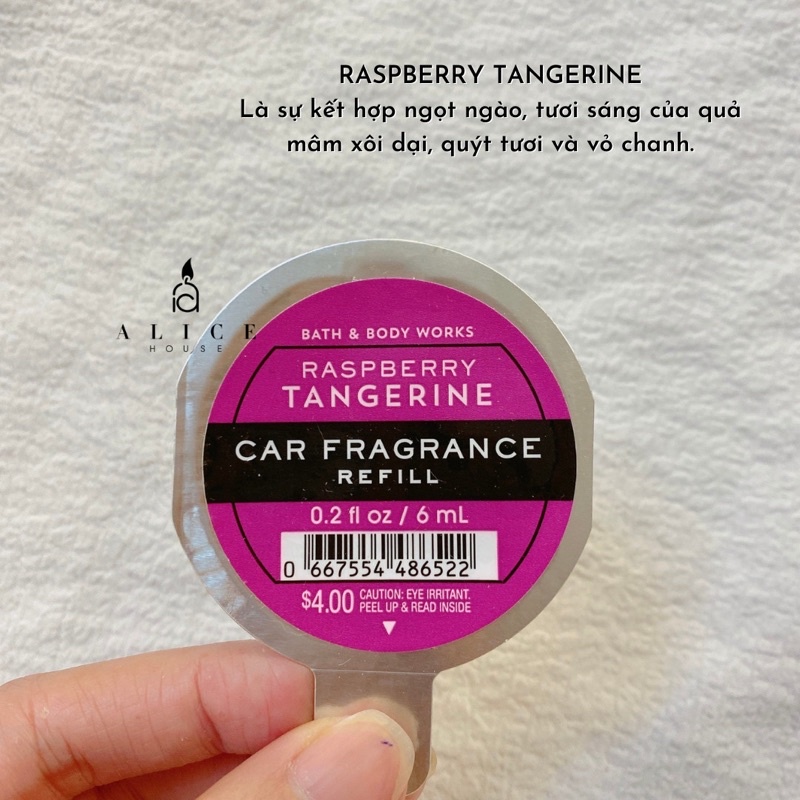 RASPBERRY TANGERINE
Là sự kết hợp ngọt ngào, tươi sáng của quả
mâm xôi dại, quýt tươi và vỏ chanh.
ALICE
HOUSE
BATH & BODY WORKS
RASPBERRY
TANGERINE
CAR FRAGRANCE
REFILL
0.2 fl oz / 6 mL
0 667554 486522
$4.00 CAUTION: EYE IRRITANT.
PEEL UP & READ INSIDE